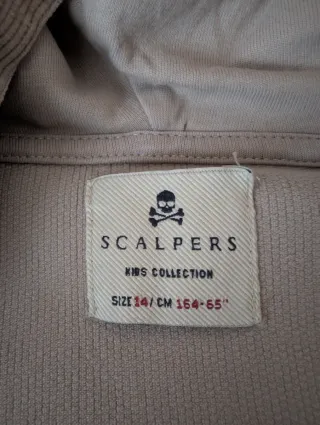 SCALPERS
KIDS COLLECTION
SIZE 14/ CM 164-65"